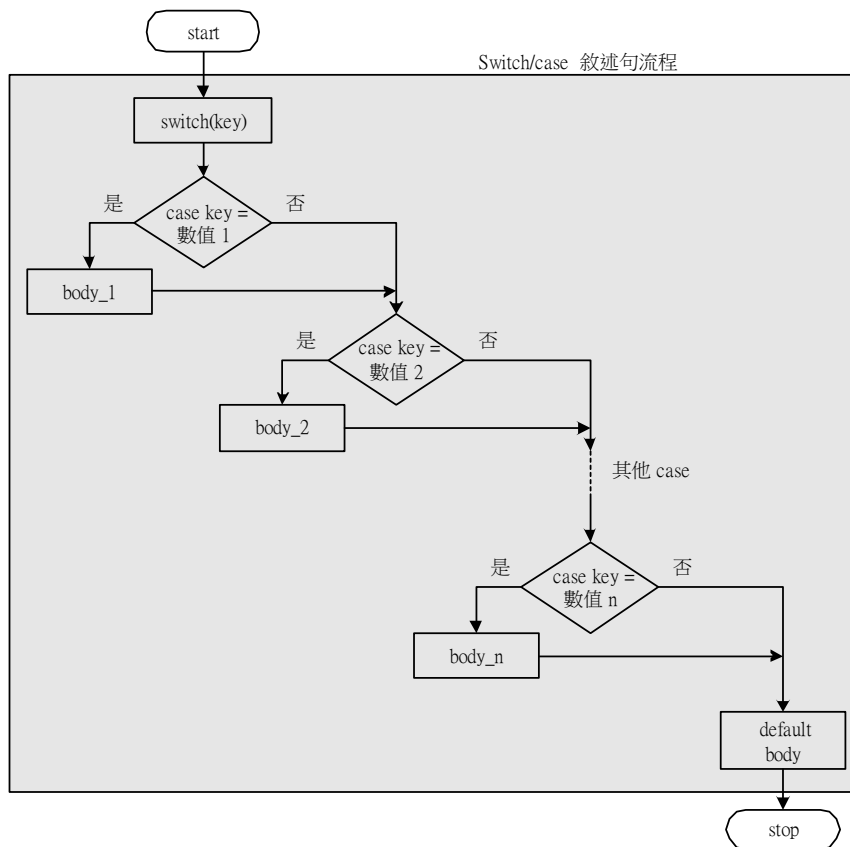 start
Switch/case 敘述句流程
switch(key)
是
case key =
數值 1
否
body_1
是
case key =
數值 2
否
body_2
其他 case
是
case key =
數值 n
否
body_n
default
body
stop